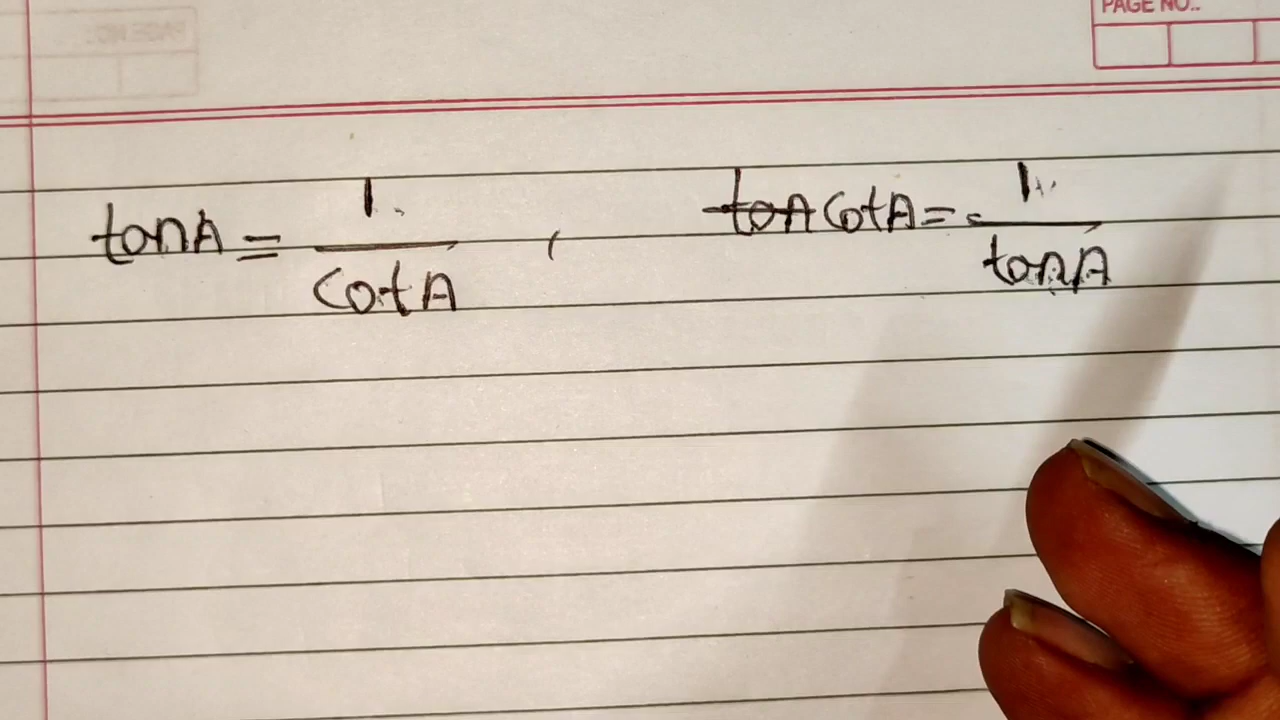 PAGE NO..
tanA = 1 / cotA , tanA cotA = 1 / tanA